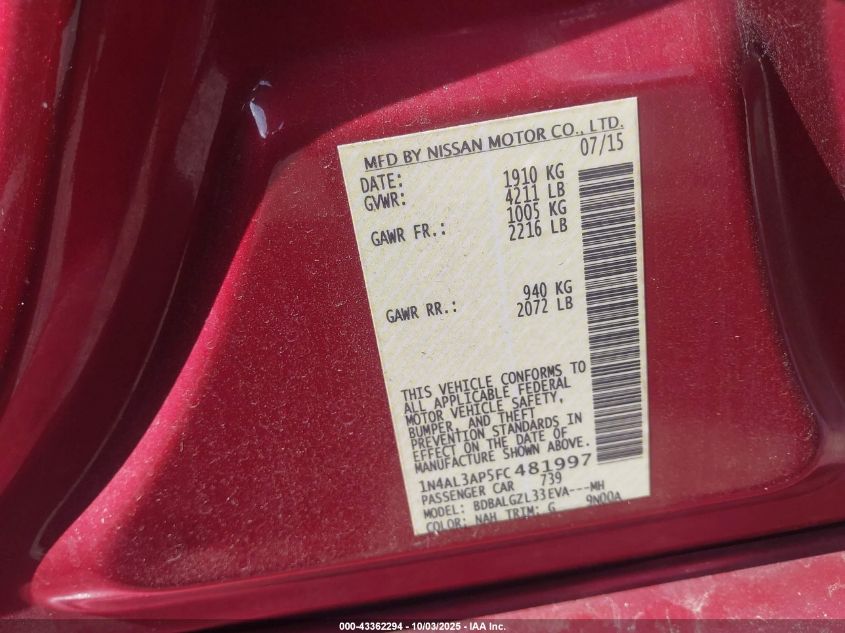 MFD BY NISSAN MOTOR CO., LTD.
DATE: 07/15
GVWR: 1910 KG
4211 LB
GAWR FR.: 1005 KG
2216 LB
GAWR RR.: 940 KG
2072 LB
THIS VEHICLE CONFORMS TO
ALL APPLICABLE FEDERAL
MOTOR VEHICLE SAFETY,
BUMPER, AND THEFT
PREVENTION STANDARDS IN
EFFECT ON THE DATE OF
MANUFACTURE SHOWN ABOVE.
1N4AL3AP5FC481997
PASSENGER CAR 739
MODEL: BDBALGZL33EVA---MH
COLOR: NAH TRIM: G 9N00A
000-43362294 - 10/03/2025 - IAA Inc.